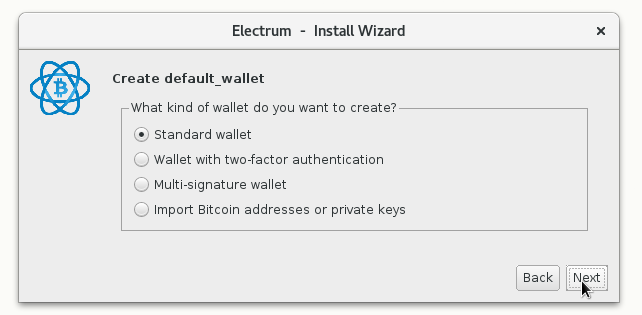 Electrum - Install Wizard
Create default_wallet
What kind of wallet do you want to create?
Standard wallet
Wallet with two-factor authentication
Multi-signature wallet
Import Bitcoin addresses or private keys
Back Next